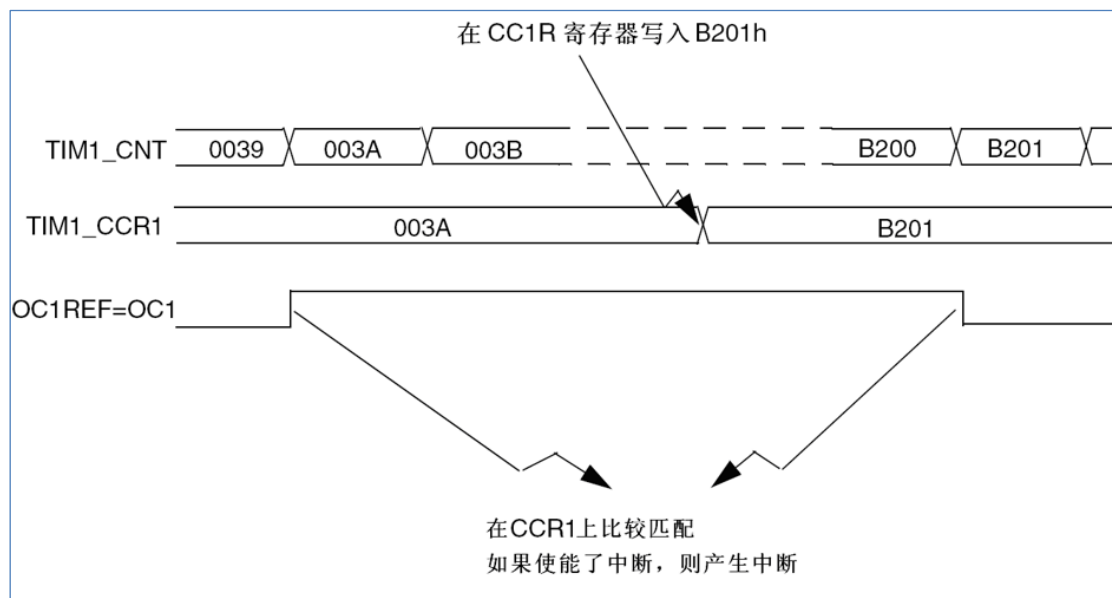 在 CC1R 寄存器写入 B201h
TIM1_CNT 0039 003A 003B B200 B201
TIM1_CCR1 003A B201
OC1REF=OC1
在CCR1上比较匹配
如果使能了中断，则产生中断